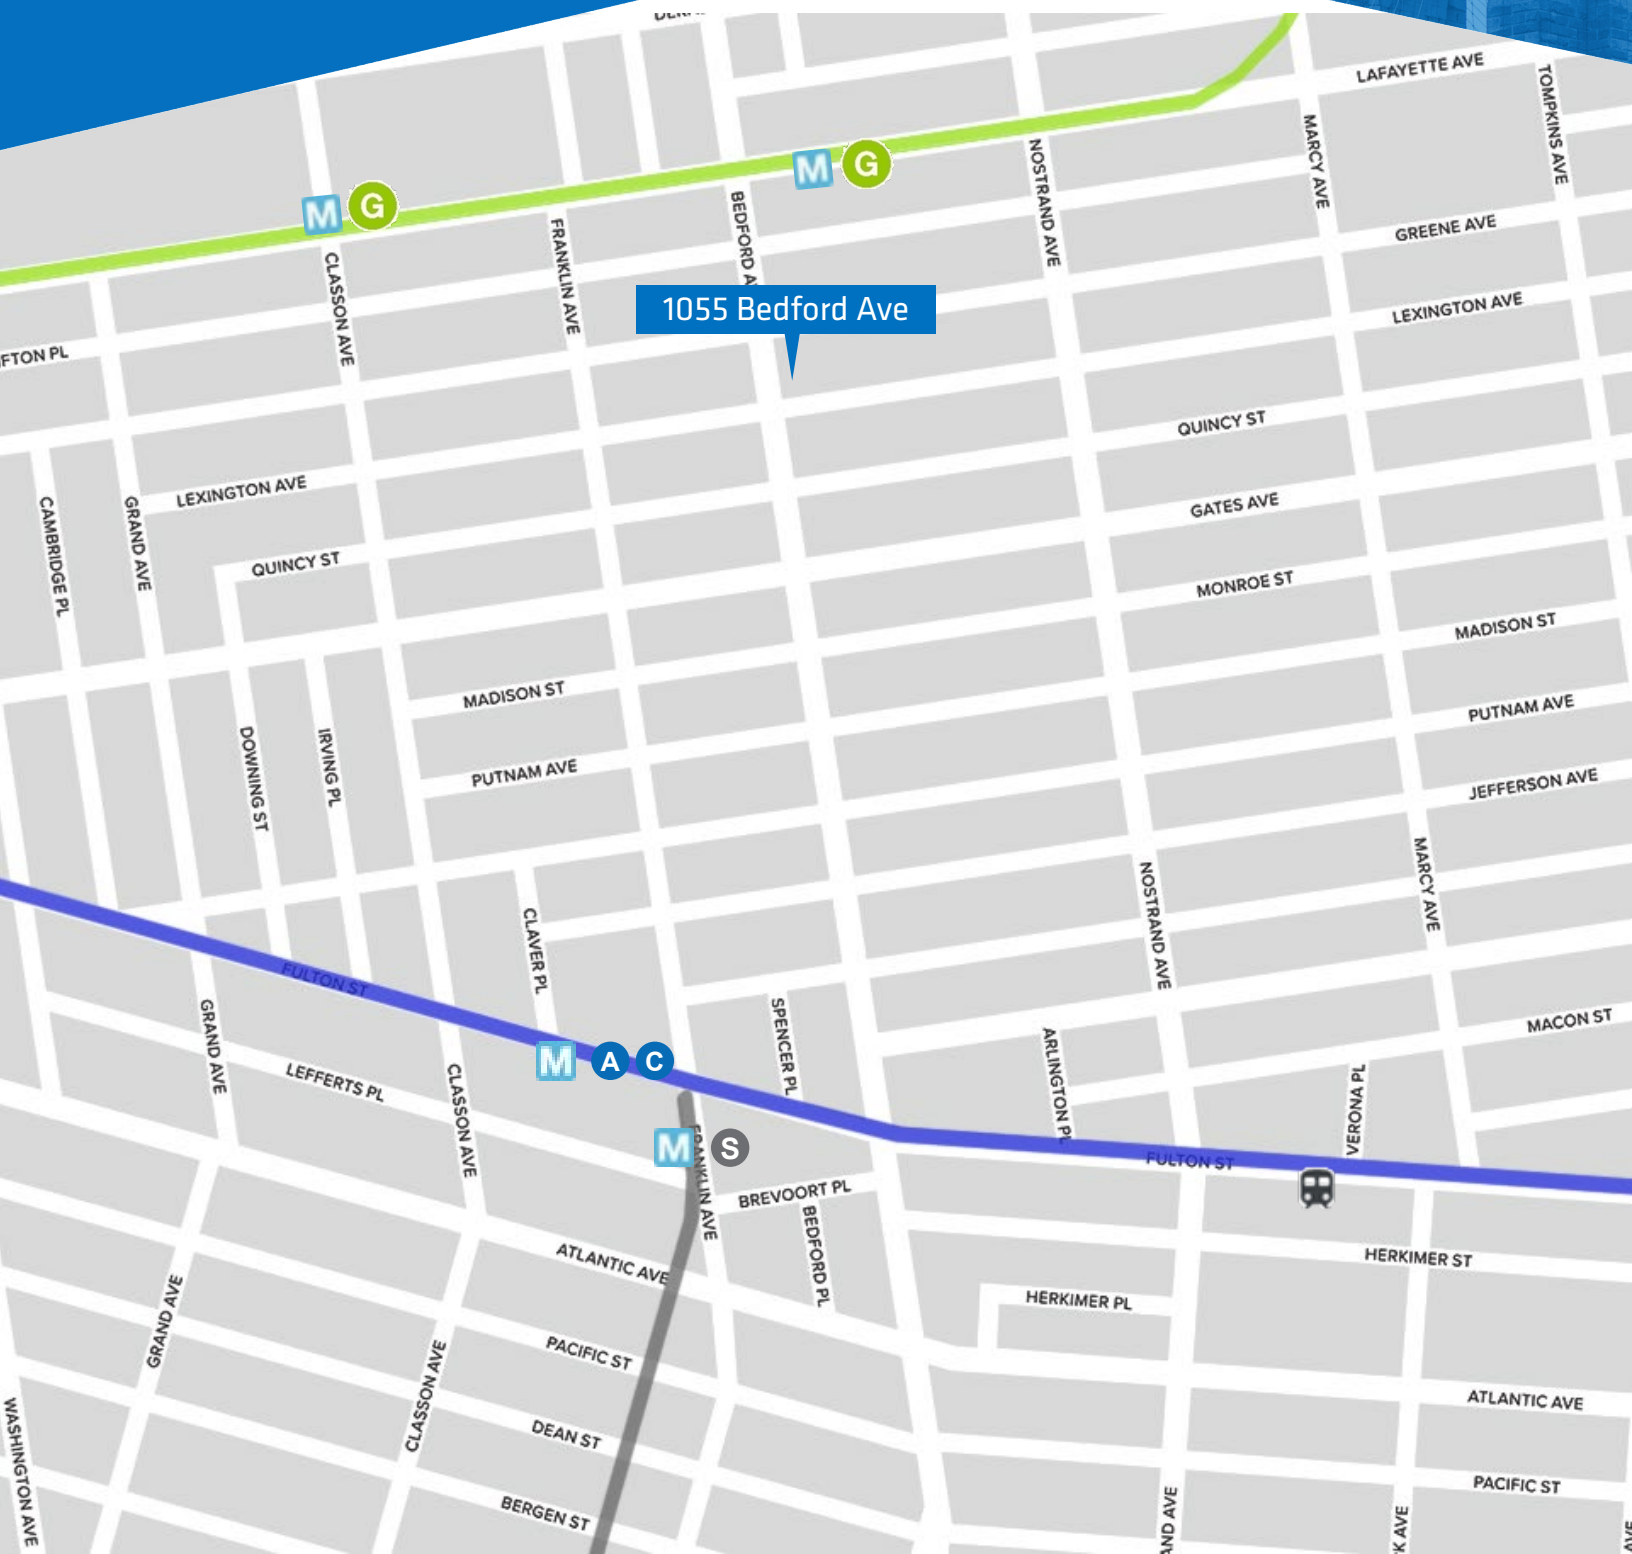 LAFAYETTE AVE
TOMPKINS AVE
MARCY AVE
NOSTRAND AVE
M G
M G
BEDFORD
FRANKLIN AVE
CLASSON AVE
GREENE AVE
LEXINGTON AVE
1055 Bedford Ave
FTON PL
QUINCY ST
LEXINGTON AVE
CAMBRIDGE PL
GRAND AVE
GATES AVE
QUINCY ST
MONROE ST
MADISON ST
MADISON ST
PUTNAM AVE
DOWNING ST
IRVING PL
PUTNAM AVE
JEFFERSON AVE
MARCY AVE
NOSTRAND AVE
CLAVER PL
FULTON ST
GRAND AVE
SPENCER PL
MACON ST
ARLINGTON PL
M A C
LEFFERTS PL
CLASSON AVE
VERONA PL
M S
FRANKLIN AVE
FULTON ST
BREVOORT PL
BEDFORD PL
ATLANTIC AVE
HERKIMER ST
HERKIMER PL
GRAND AVE
PACIFIC ST
CLASSON AVE
ATLANTIC AVE
WASHINGTON AVE
DEAN ST
PACIFIC ST
BERGEN ST
AND AVE
K AVE
AVE